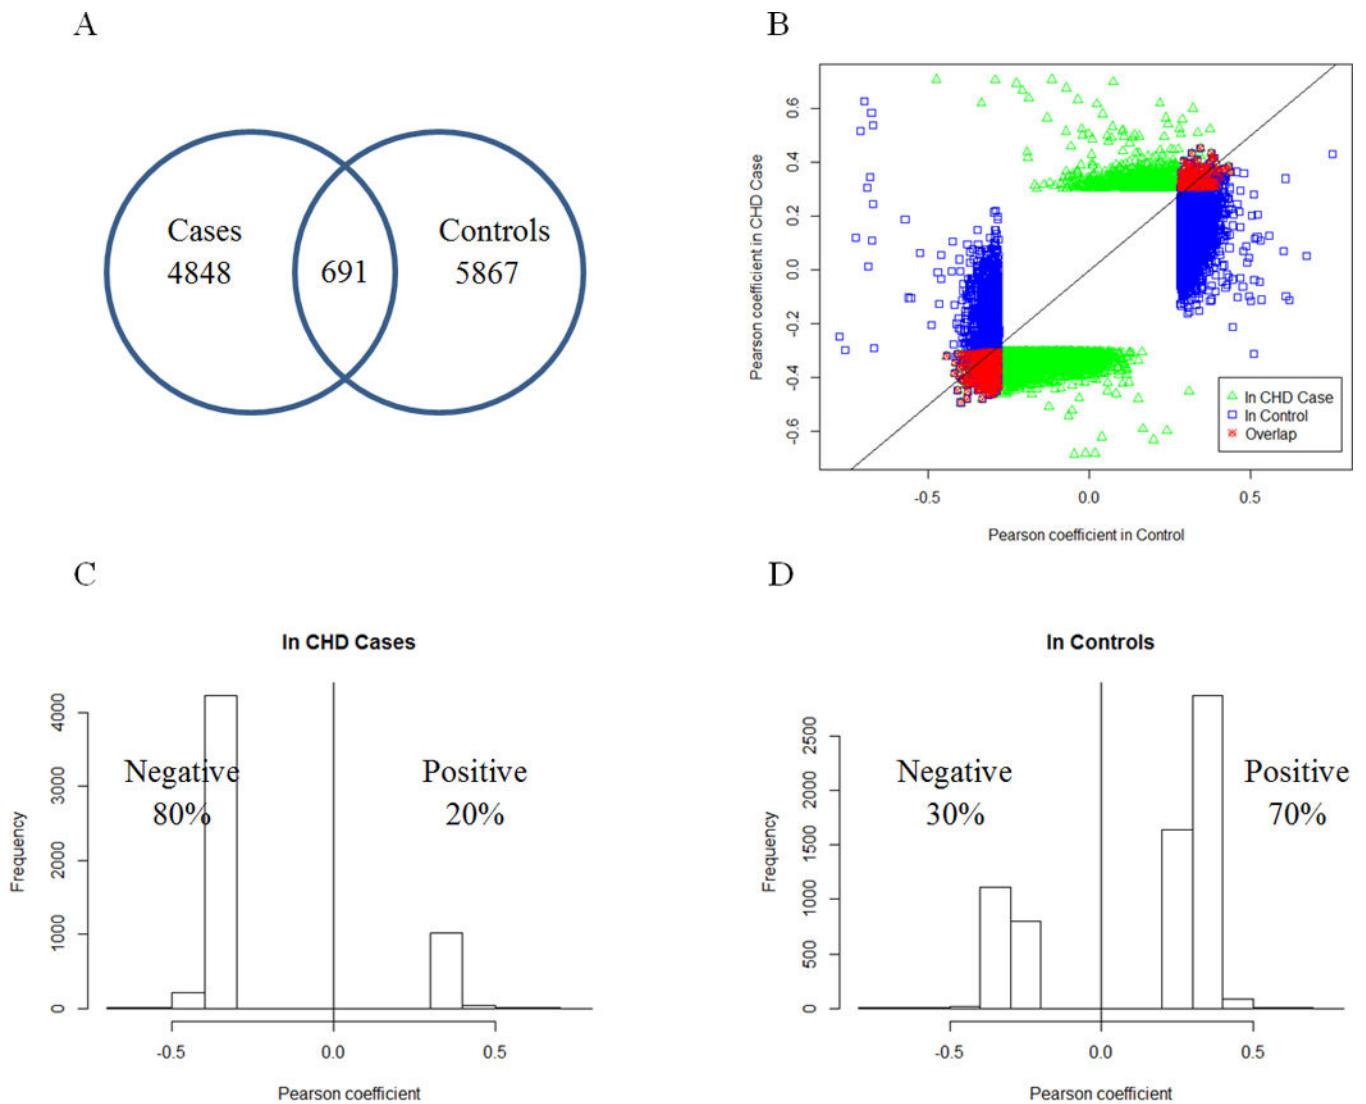 A
Cases
4848
691
Controls
5867
B
Pearson coefficient in CHD Case
0.6
0.4
0.2
0.0
-0.2
-0.4
-0.6
In CHD Case
In Control
Overlap
-0.5
0.0
0.5
Pearson coefficient in Control
C
In CHD Cases
Frequency
4000
3000
2000
1000
0
Negative
80%
Positive
20%
-0.5
0.0
0.5
Pearson coefficient
D
In Controls
Frequency
2500
2000
1500
1000
500
0
Negative
30%
Positive
70%
-0.5
0.0
0.5
Pearson coefficient